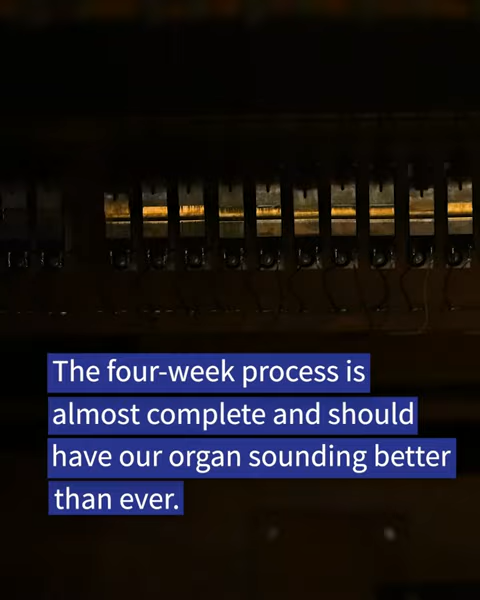 The four-week process is
almost complete and should
have our organ sounding better
than ever.